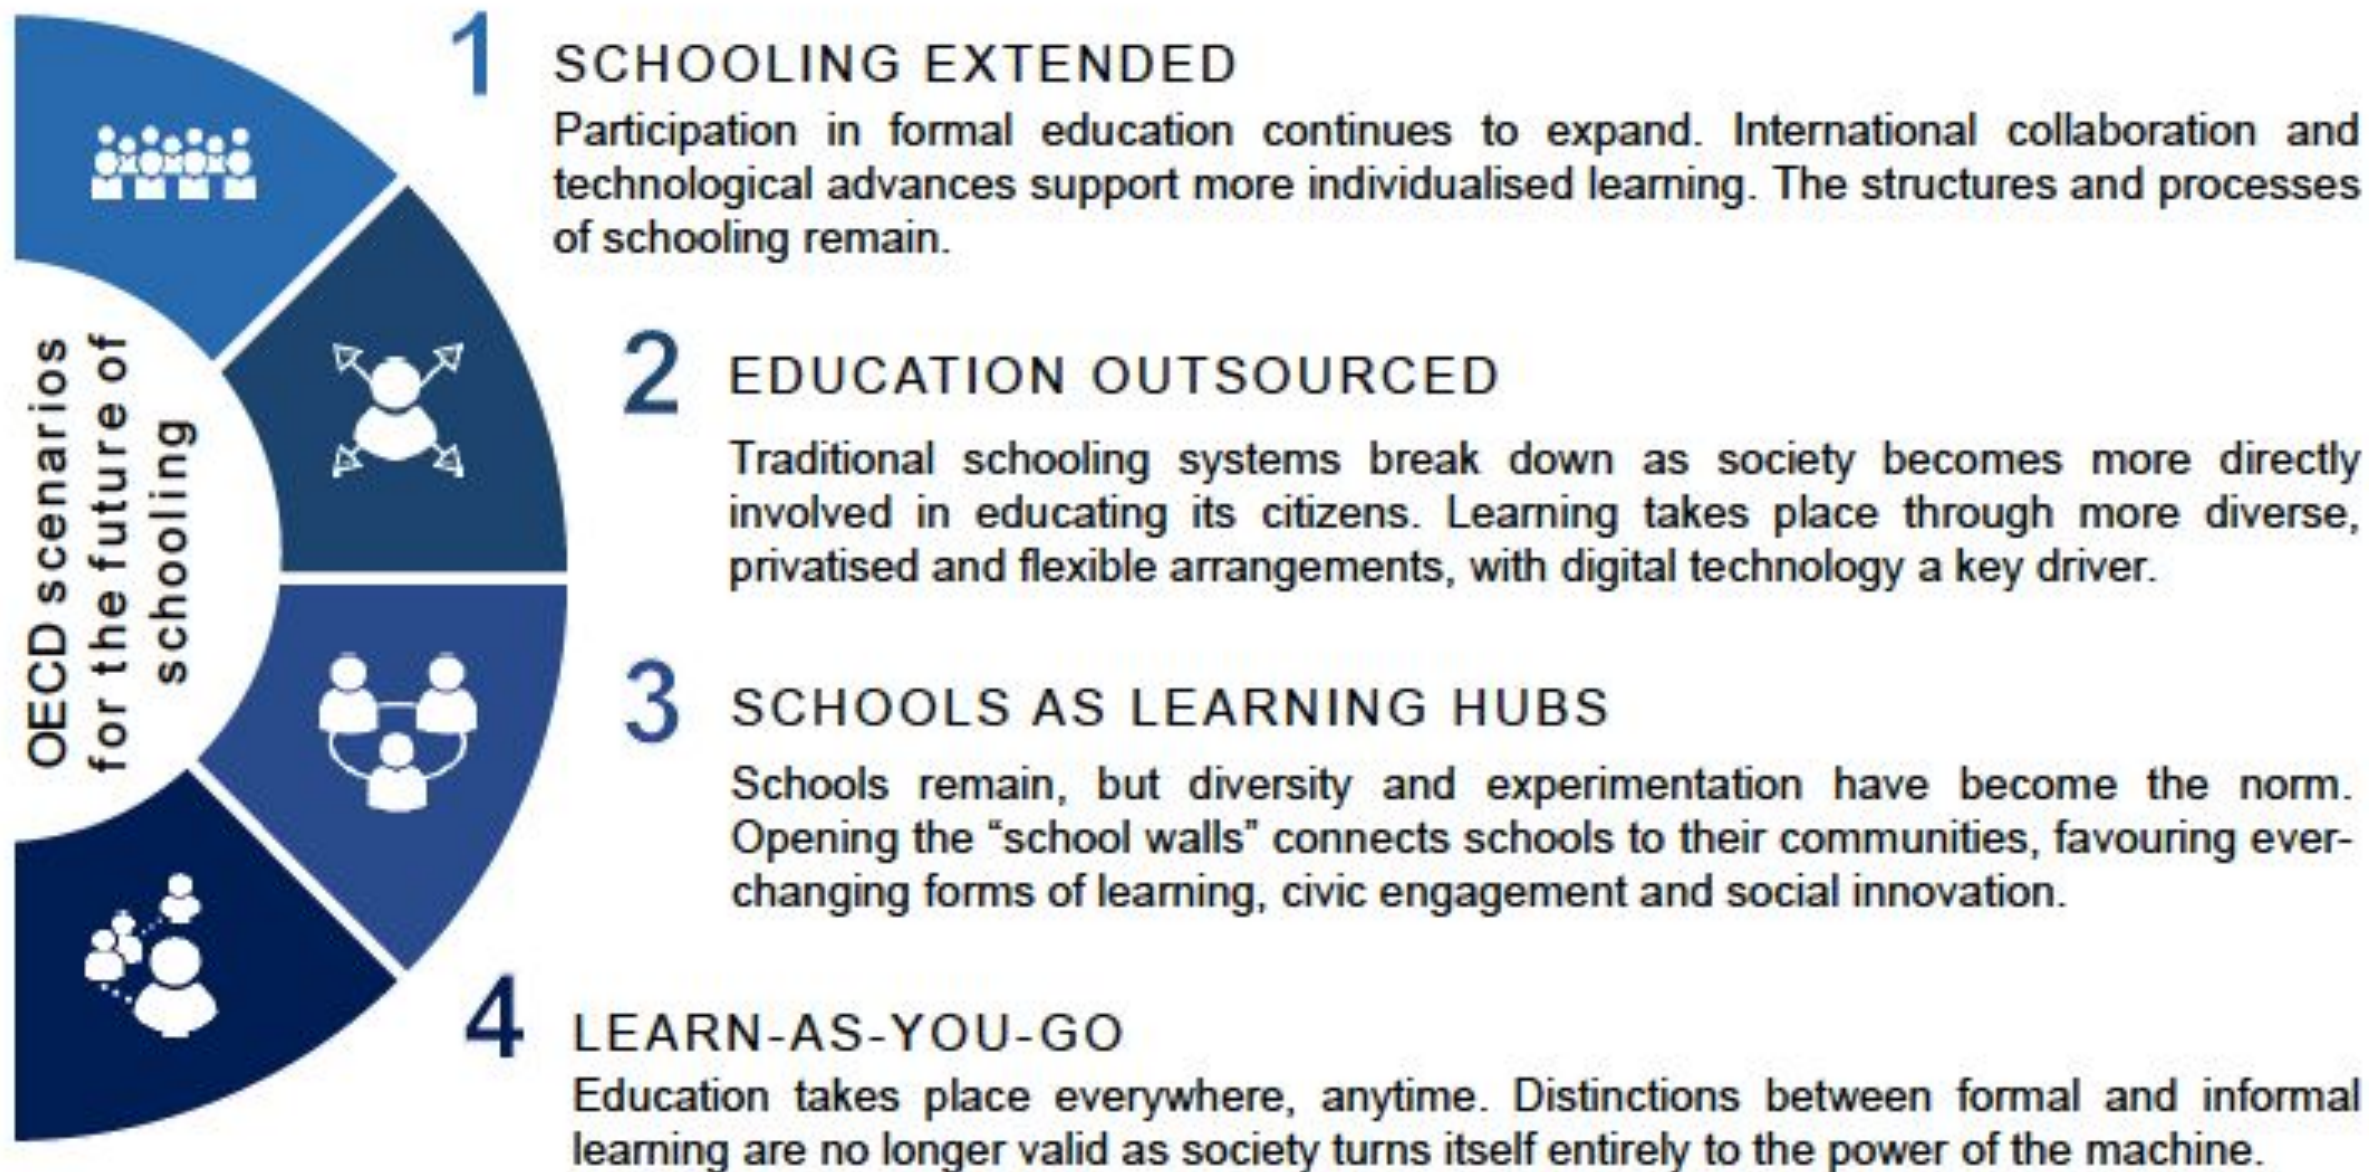 OECD scenarios
for the future of
schooling
1
SCHOOLING EXTENDED
Participation in formal education continues to expand. International collaboration and
technological advances support more individualised learning. The structures and processes
of schooling remain.
2
EDUCATION OUTSOURCED
Traditional schooling systems break down as society becomes more directly
involved in educating its citizens. Learning takes place through more diverse,
privatised and flexible arrangements, with digital technology a key driver.
3
SCHOOLS AS LEARNING HUBS
Schools remain, but diversity and experimentation have become the norm.
Opening the “school walls” connects schools to their communities, favouring ever-
changing forms of learning, civic engagement and social innovation.
4
LEARN-AS-YOU-GO
Education takes place everywhere, anytime. Distinctions between formal and informal
learning are no longer valid as society turns itself entirely to the power of the machine.